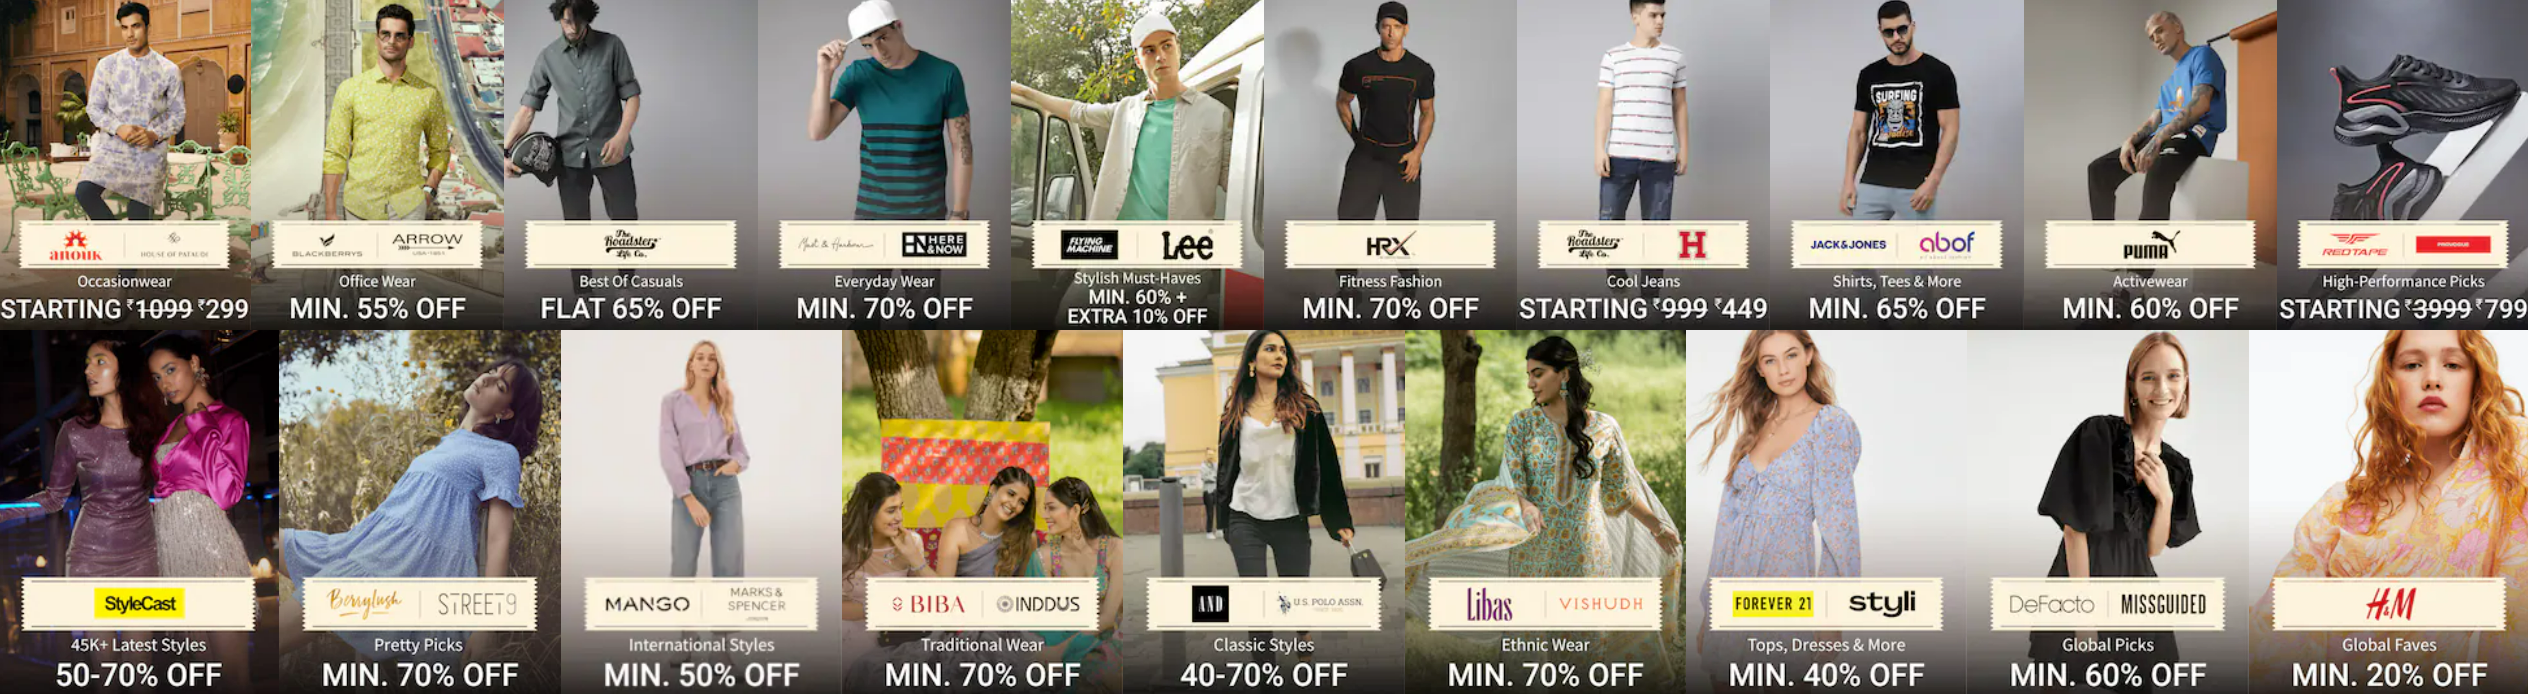 anouk
HOUSE OF PATAUDI
Occasionwear
STARTING ₹1099 ₹299
BLACKBERRYS
ARROW
USA•1851
Office Wear
MIN. 55% OFF
The
Roadster
Life Co.
Best Of Casuals
FLAT 65% OFF
Mast & Harbour
HERE
&NOW
Everyday Wear
MIN. 70% OFF
FLYING
MACHINE
Lee
Stylish Must-Haves
MIN. 60% +
EXTRA 10% OFF
HRX
Fitness Fashion
MIN. 70% OFF
The
Roadster
Life Co.
H
Cool Jeans
STARTING ₹999 ₹449
SURFING
JACK&JONES
abof
Shirts, Tees & More
MIN. 65% OFF
PUMA
Activewear
MIN. 60% OFF
REDTAPE
High-Performance Picks
STARTING ₹3999 ₹799
StyleCast
45K+ Latest Styles
50-70% OFF
Berrylush
STREET9
Pretty Picks
MIN. 70% OFF
MANGO
MARKS &
SPENCER
LONDON
International Styles
MIN. 50% OFF
BIBA
INDDUS
Traditional Wear
MIN. 70% OFF
AND
U.S. POLO ASSN.
Classic Styles
40-70% OFF
Libas
VISHUDH
Ethnic Wear
MIN. 70% OFF
FOREVER 21
styli
Tops, Dresses & More
MIN. 40% OFF
DeFacto
MISSGUIDED
Global Picks
MIN. 60% OFF
H&M
Global Faves
MIN. 20% OFF